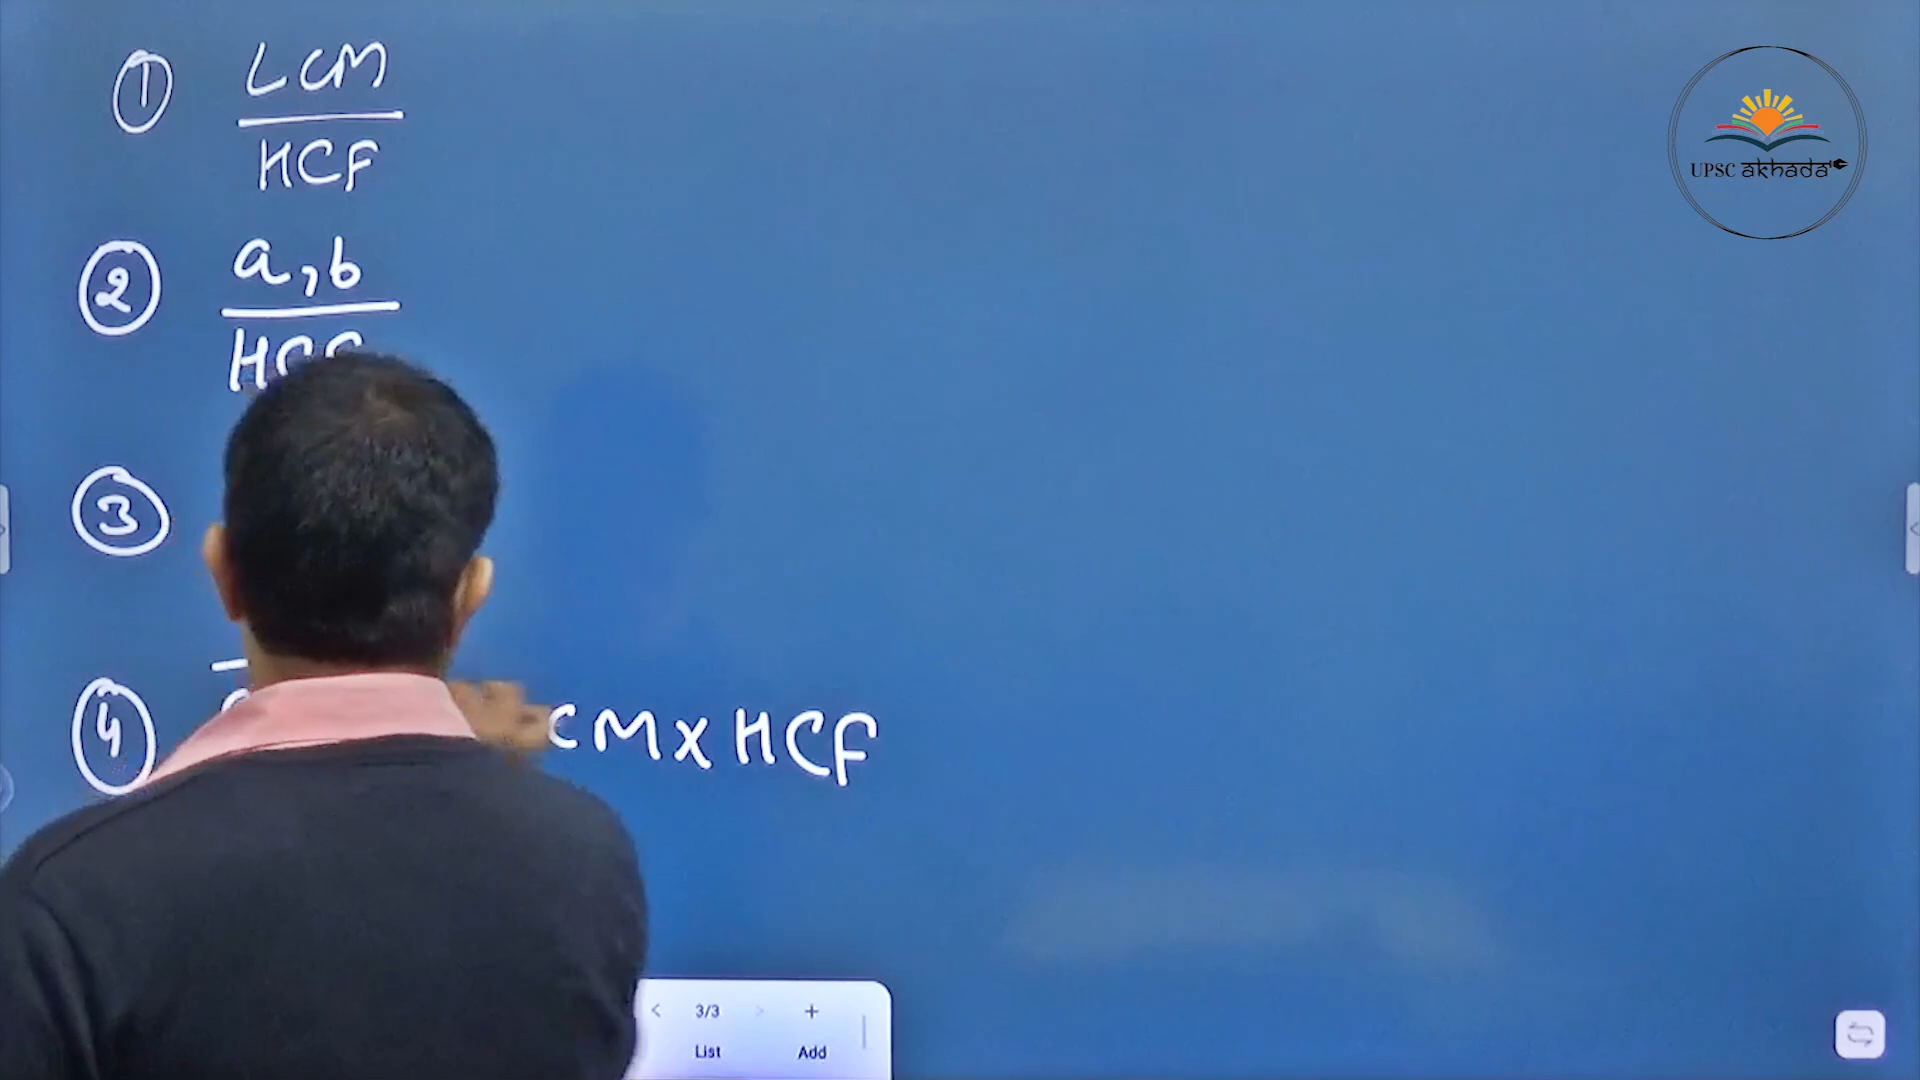 ① LCM
HCF
② a, b
③
④ CM x HCF
UPSC akhada
< 3/3 > +
List Add